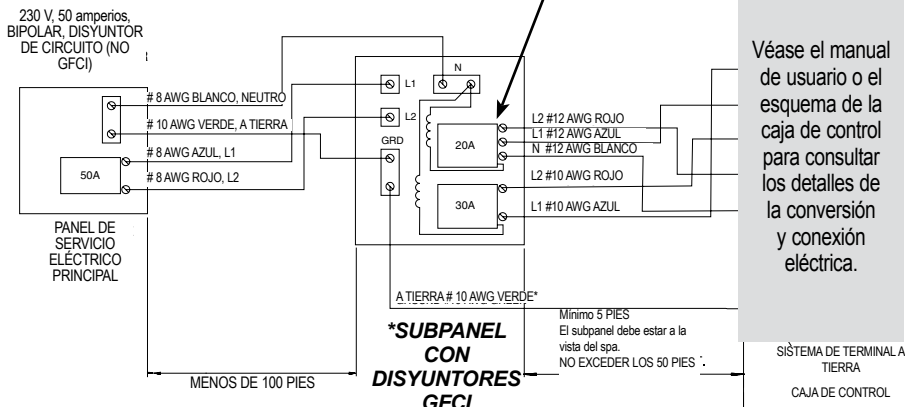 230 V, 50 amperios,
BIPOLAR, DISYUNTOR
DE CIRCUITO (NO
GFCI)
# 8 AWG BLANCO, NEUTRO
# 10 AWG VERDE, A TIERRA
# 8 AWG AZUL, L1
# 8 AWG ROJO, L2
50A
PANEL DE
SERVICIO
ELÉCTRICO
PRINCIPAL
MENOS DE 100 PIES
N
L1
L2
GRD
20A
30A
L2 #12 AWG ROJO
L1 #12 AWG AZUL
N #12 AWG BLANCO
L2 #10 AWG ROJO
L1 #10 AWG AZUL
A TIERRA # 10 AWG VERDE*
*SUBPANEL
CON
DISYUNTORES
GFCI
Mínimo 5 PIES
El subpanel debe estar a la
vista del spa.
NO EXCEDER LOS 50 PIES
Véase el manual
de usuario o el
esquema de la
caja de control
para consultar
los detalles de
la conversión
y conexión
eléctrica.
SISTEMA DE TERMINAL A
TIERRA
CAJA DE CONTROL